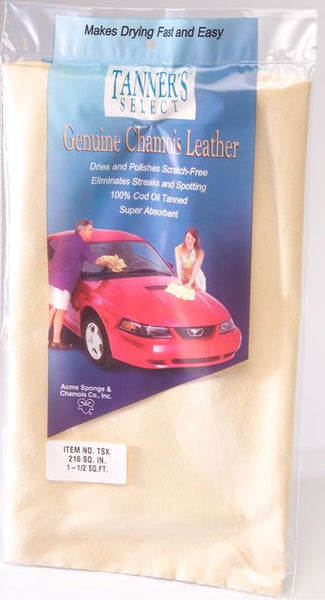 Makes Drying Fast and Easy
TANNER'S
SELECT
Genuine Chamois Leather
Dries and Polishes Scratch-Free
Eliminates Streaks and Spotting
100% Cod Oil Tanned
Super Absorbent
Acme Sponge &
Chamois Co., Inc.
ITEM NO. TSX
216 SQ. IN.
1–1/2 SQ.FT.